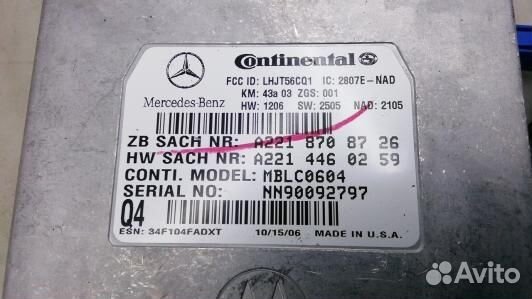 Continental
FCC ID: LHJT56CQ1 IC: 2807E-NAD
KM: 43a 03 ZGS: 001
Mercedes-Benz
HW: 1206 SW: 2505 NAD: 2105
ZB SACH NR: A221 870 87 26
HW SACH NR: A221 446 02 59
CONTI. MODEL: MBLC0604
SERIAL NO: NN90092797
Q4
ESN: 34F104FADXT 10/15/06 MADE IN U.S.A.
Avito